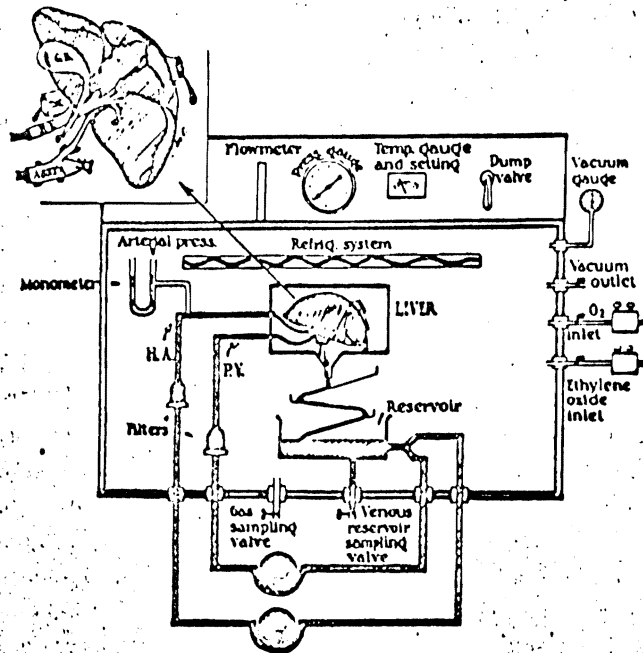 G.B.
Flowmeter
Press gauge
Temp. gauge
and setting
Dump
valve
Vacuum
gauge
Arterial press.
Refrig. system
Monometer
Vacuum
outlet
LIVER
O₂
inlet
H.A.
P.V.
Ethylene
oxide
inlet
Reservoir
Filters
Gas
sampling
valve
Venous
reservoir
sampling
valve